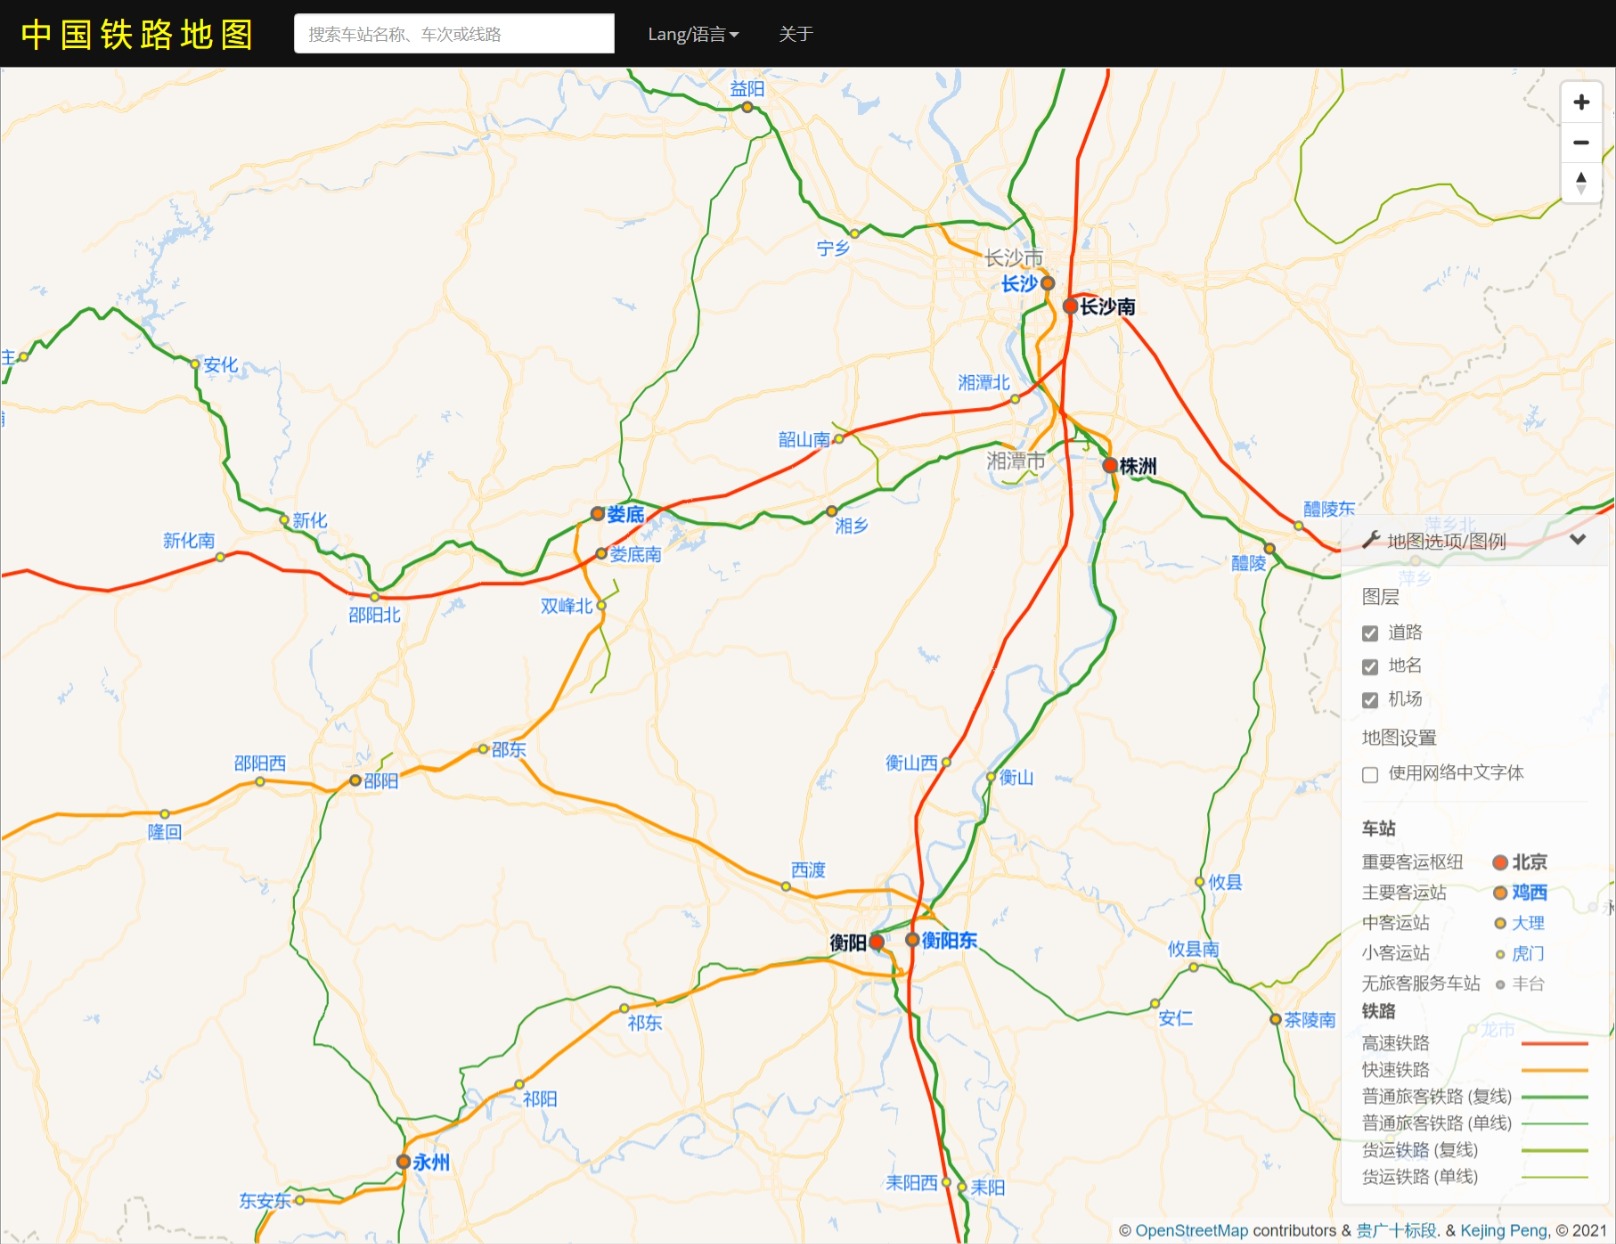 中国铁路地图
搜索车站名称、车次或线路
Lang/语言
关于
益阳
宁乡
长沙市
长沙
长沙南
主
安化
湘潭北
韶山南
湘潭市
株洲
新化
新化南
娄底
湘乡
娄底南
醴陵东
醴陵
萍乡北
萍乡
邵阳北
双峰北
邵东
邵阳西
邵阳
隆回
衡山西
衡山
西渡
攸县
衡阳
衡阳东
攸县南
安仁
茶陵南
龙市
祁东
祁阳
永州
东安东
耒阳西
耒阳
地图选项/图例
图层
道路
地名
机场
地图设置
使用网络中文字体
车站
重要客运枢纽 北京
主要客运站 鸡西
中客运站 大理
小客运站 虎门
无旅客服务车站 丰台
铁路
高速铁路
快速铁路
普通旅客铁路 (复线)
普通旅客铁路 (单线)
货运铁路 (复线)
货运铁路 (单线)
© OpenStreetMap contributors & 贵广十标段. & Kejing Peng, © 2021